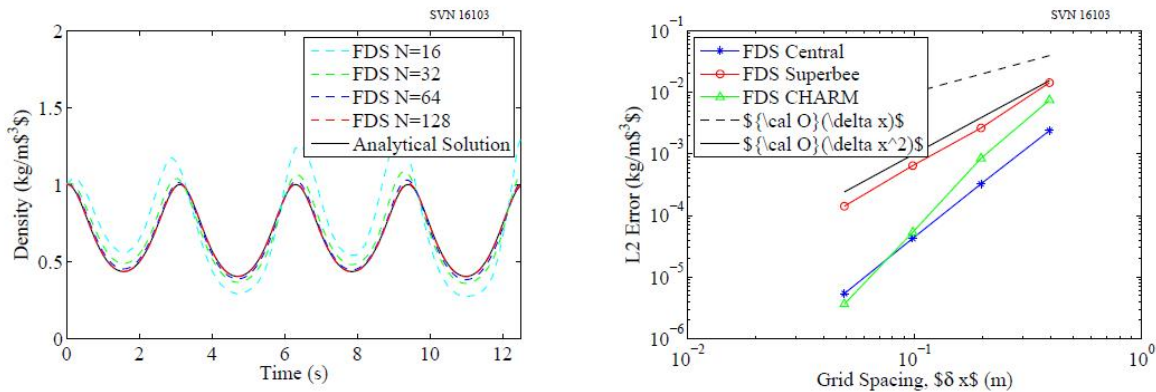 SVN 16103
2
1.5
1
0.5
0
0
2
4
6
8
10
12
Density (kg/m$³$)
Time (s)
FDS N=16
FDS N=32
FDS N=64
FDS N=128
Analytical Solution
SVN 16103
10⁻¹
10⁻²
10⁻³
10⁻⁴
10⁻⁵
10⁻⁶
10⁻²
10⁻¹
10⁰
L2 Error (kg/m$³$)
Grid Spacing, $δ x$ (m)
FDS Central
FDS Superbee
FDS CHARM
${\cal O}(\delta x)$
${\cal O}(\delta x^2)$